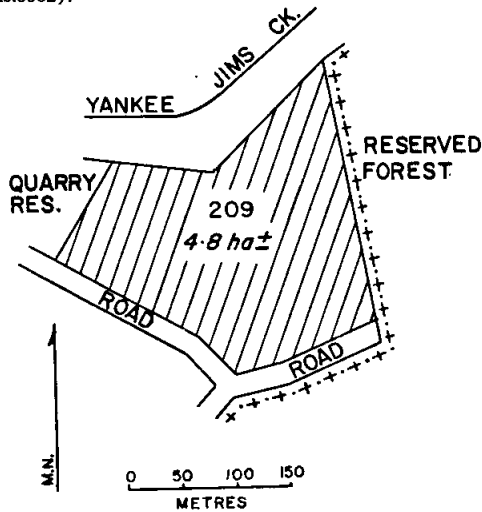 YANKEE JIMS CK.
RESERVED
FOREST
QUARRY
RES.
209
4·8 ha±
ROAD
ROAD
M.N.
0 50 100 150
METRES